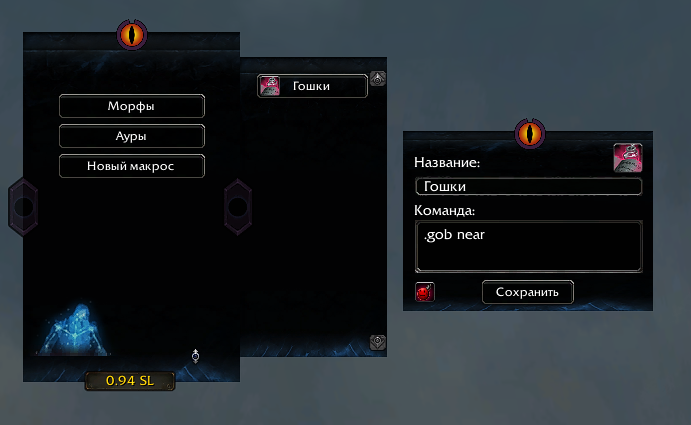 Морфы
Ауры
Новый макрос
0.94 SL
Гошки
Название:
Гошки
Команда:
.gob near
Сохранить